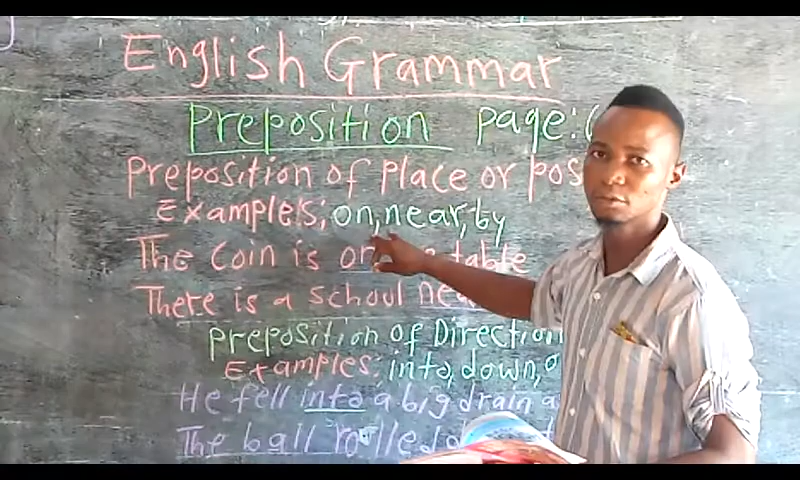 English Grammar
Preposition page:
Preposition of Place or pos
Examples; on, near, by
The Coin is on table
There is a school
Preposition of Direction
Examples: into, down,
He fell into a big drain
The ball rolled